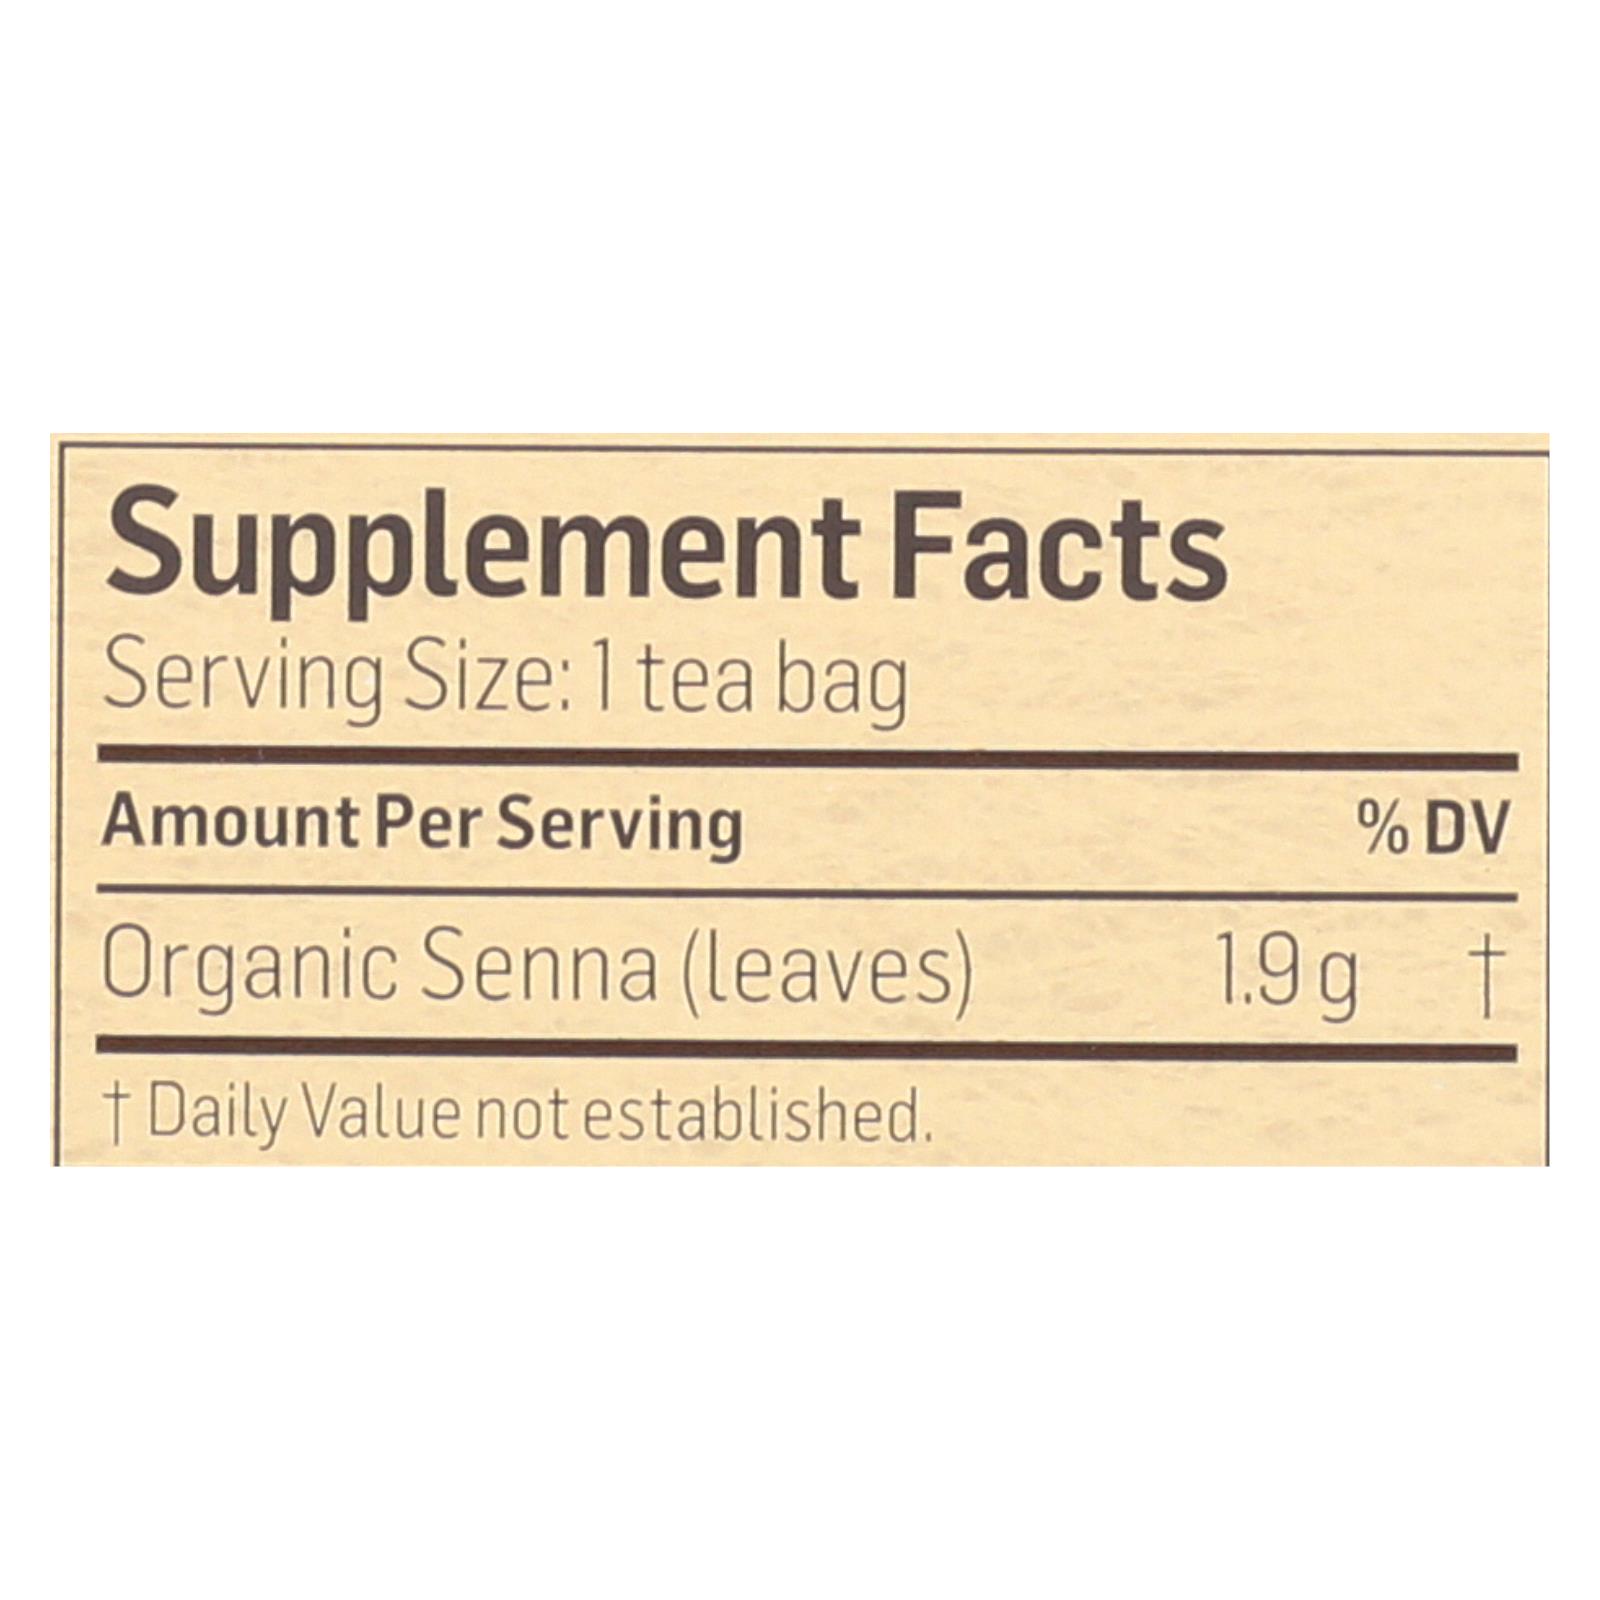 Supplement Facts
Serving Size: 1 tea bag
Amount Per Serving % DV
Organic Senna (leaves) 1.9 g †
† Daily Value not established.